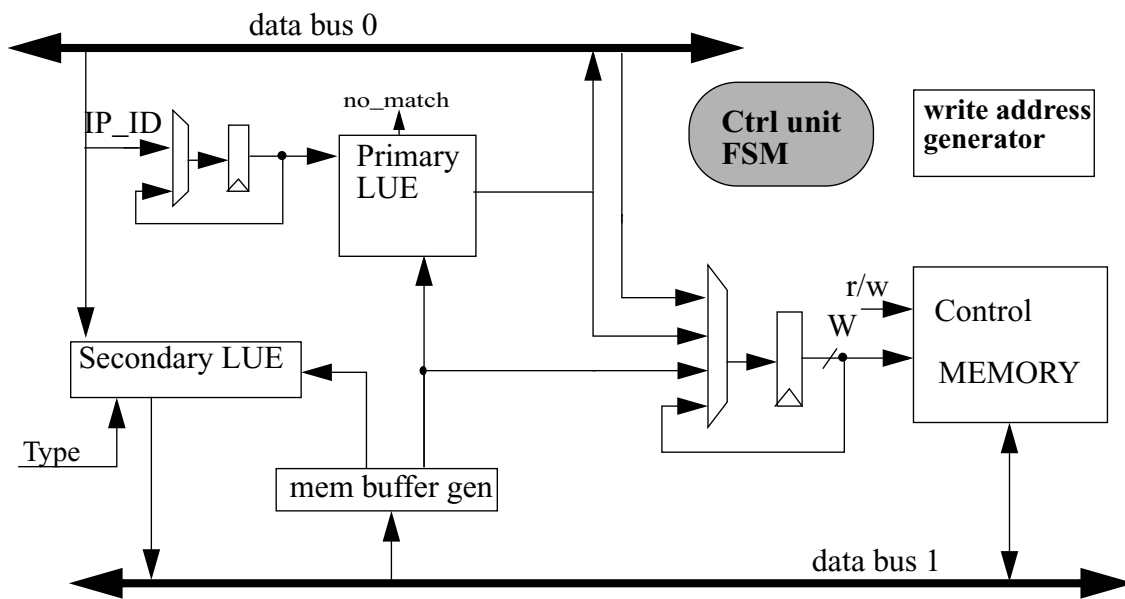 data bus 0
IP_ID
no_match
Primary
LUE
Ctrl unit
FSM
write address
generator
r/w
W
Control
MEMORY
Secondary LUE
Type
mem buffer gen
data bus 1